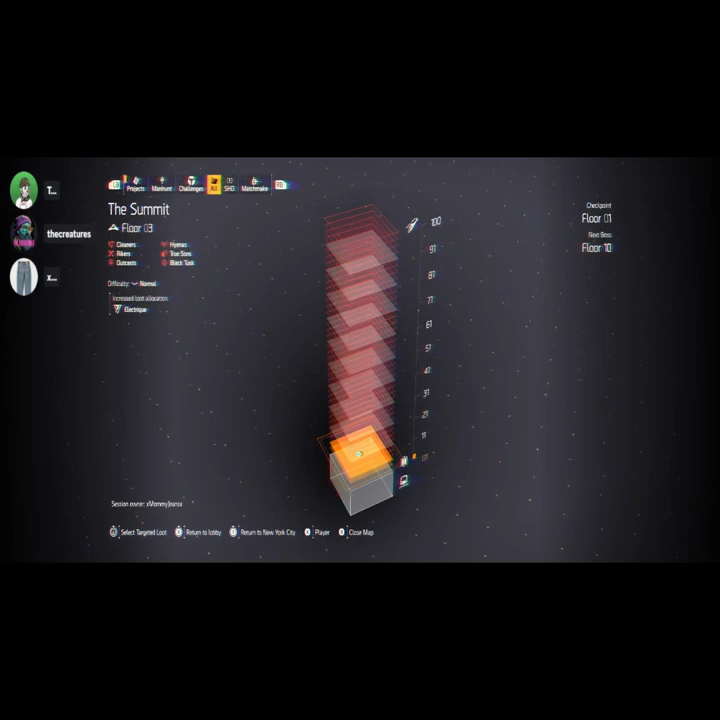 T...
thecreatures
x...
LB Projects Manhunt Challenges All SHD Matchmake RB
The Summit
Floor 03
Cleaners Hyenas
Rikers True Sons
Outcasts Black Tusk
Difficulty: Normal
Increased loot allocation:
Electrique
100
91
81
71
61
51
41
31
21
11
01
Checkpoint
Floor 01
Next Boss
Floor 10
Session owner: xMommyJeansx
Select Targeted Loot Return to lobby Return to New York City Player Close Map